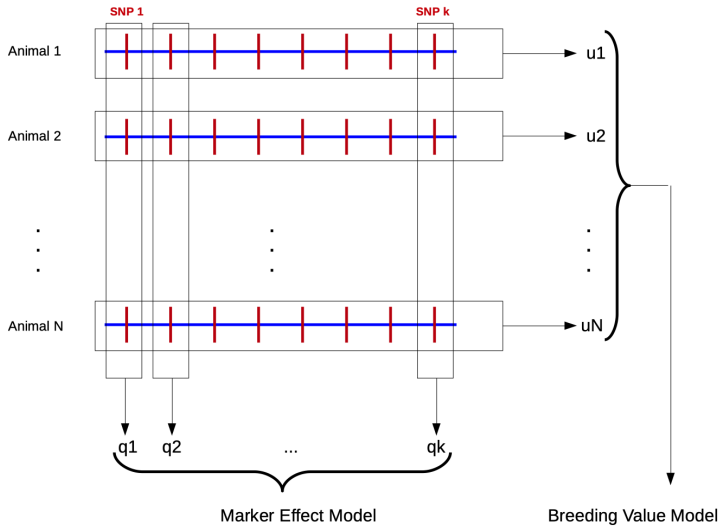 SNP 1 SNP k
Animal 1 u1
Animal 2 u2
. . .
. . .
. . .
Animal N uN
q1 q2 ... qk
Marker Effect Model Breeding Value Model